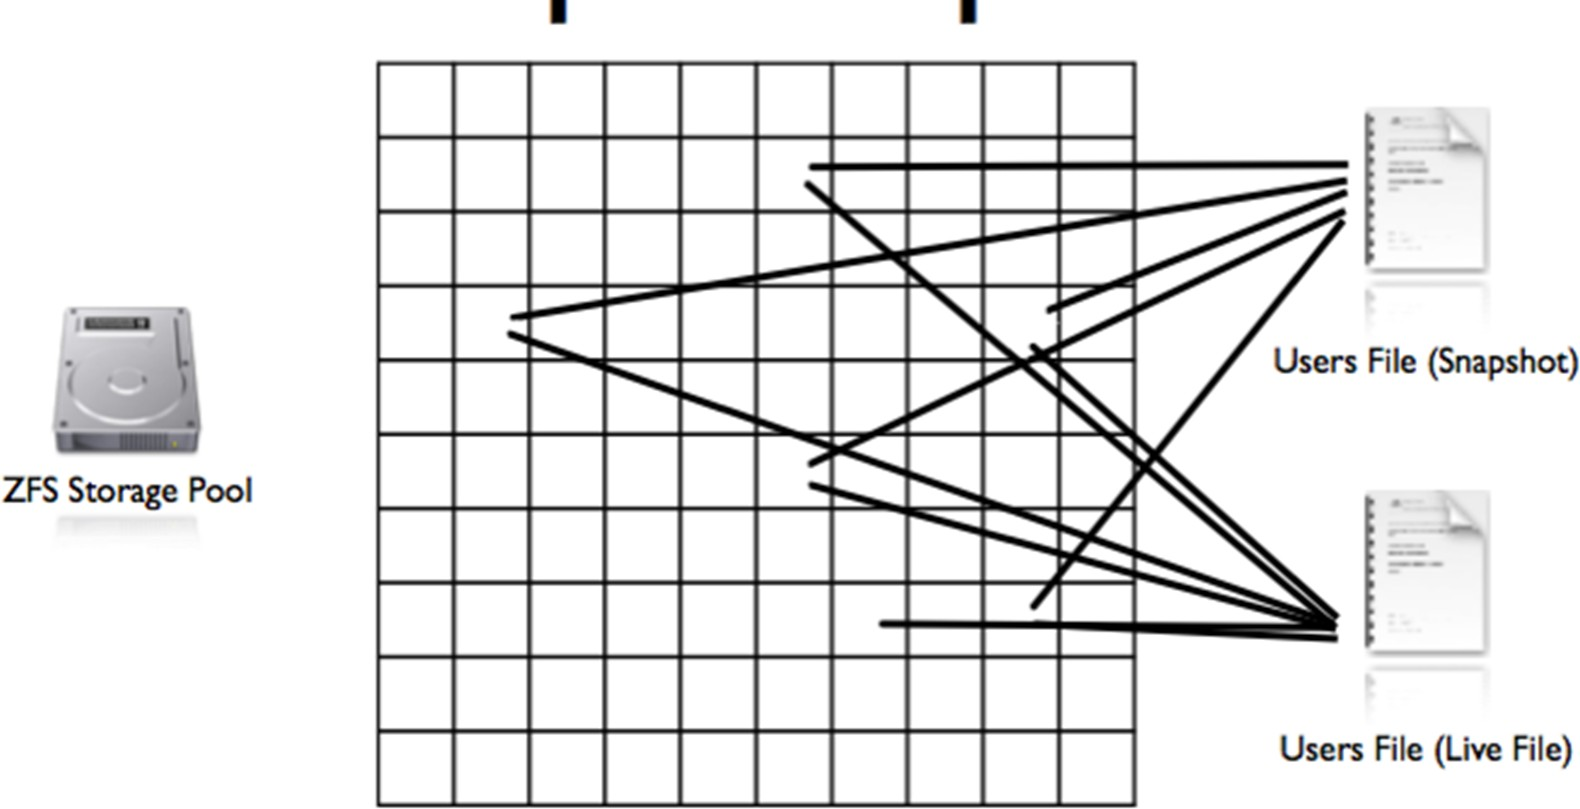 Users File (Snapshot)
ZFS Storage Pool
Users File (Live File)